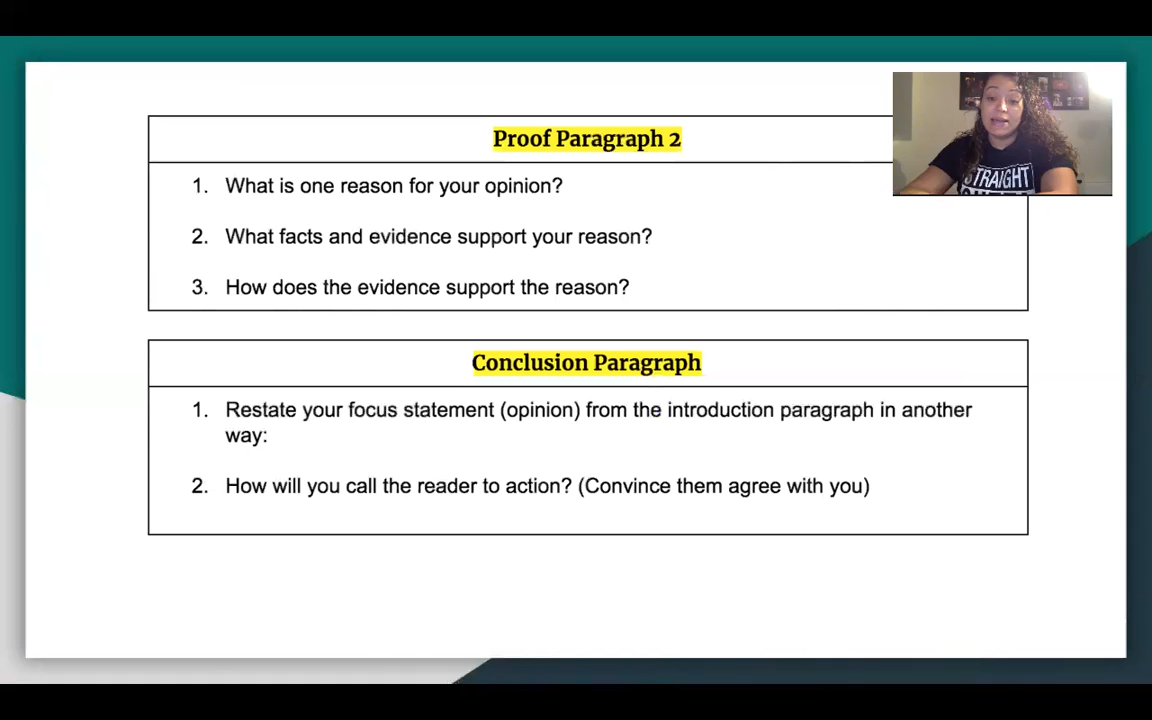 Proof Paragraph 2
1. What is one reason for your opinion?
2. What facts and evidence support your reason?
3. How does the evidence support the reason?
Conclusion Paragraph
1. Restate your focus statement (opinion) from the introduction paragraph in another
way:
2. How will you call the reader to action? (Convince them agree with you)
STRAIGHT